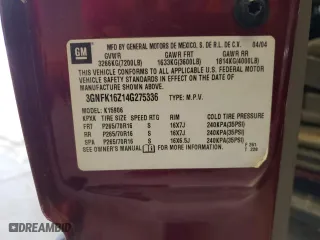 GM
MFD BY GENERAL MOTORS DE MEXICO, S. DE R.L. DE C.V. 04/04
GVWR GAWR FRT GAWR RR
3266KG(7200LB) 1633KG(3600LB) 1814KG(4000LB)
THIS VEHICLE CONFORMS TO ALL APPLICABLE U.S. FEDERAL MOTOR
VEHICLE SAFETY STANDARDS IN EFFECT ON THE DATE OF
MANUFACTURE SHOWN ABOVE.
3GNFK16Z14G275336 TYPE: M.P.V.
MODEL: K15906
KPXX TIRE SIZE SPEED RTG RIM COLD TIRE PRESSURE
FRT P265/70R16 S 16X7J 240KPA(35PSI)
RR P265/70R16 S 16X7J 240KPA(35PSI)
SPA P265/70R16 S 16X6.5J 240KPA(35PSI)
SEE OWNER'S MANUAL FOR ADDITIONAL INFORMATION
DREAMBID